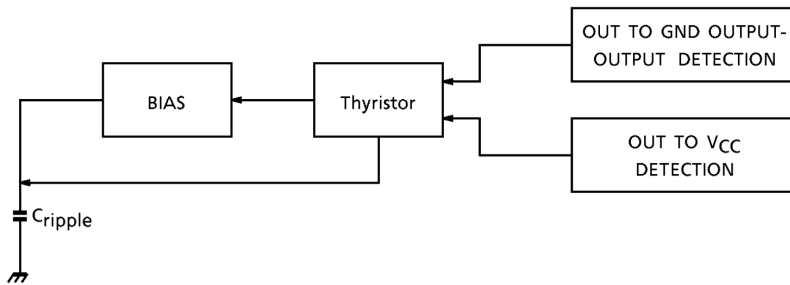 OUT TO GND OUTPUT-
OUTPUT DETECTION
BIAS
Thyristor
OUT TO VCC
DETECTION
Cripple